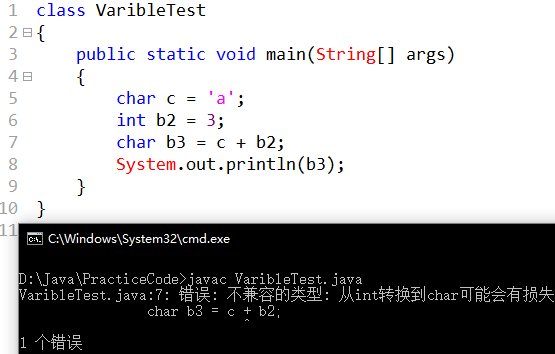 1 class VaribleTest
2 {
3 public static void main(String[] args)
4 {
5 char c = 'a';
6 int b2 = 3;
7 char b3 = c + b2;
8 System.out.println(b3);
9 }
10 }
11
C:\Windows\System32\cmd.exe
D:\Java\PracticeCode>javac VaribleTest.java
VaribleTest.java:7: 错误: 不兼容的类型: 从int转换到char可能会有损失
char b3 = c + b2;
^
1 个错误